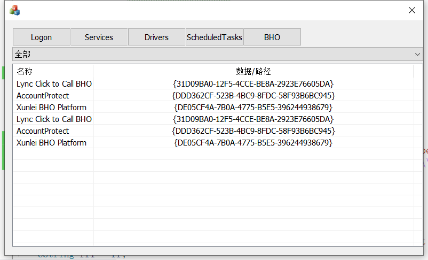 Logon Services Drivers ScheduledTasks BHO
全部
名称 数据/路径
Lync Click to Call BHO {31D09BA0-12F5-4CCE-BE8A-2923E76605DA}
AccountProtect {DDD362CF-523B-4BC9-8FDC-58F93B6BC945}
Xunlei BHO Platform {DE05CF4A-7B0A-4775-B5E5-396244938679}
Lync Click to Call BHO {31D09BA0-12F5-4CCE-BE8A-2923E76605DA}
AccountProtect {DDD362CF-523B-4BC9-8FDC-58F93B6BC945}
Xunlei BHO Platform {DE05CF4A-7B0A-4775-B5E5-396244938679}